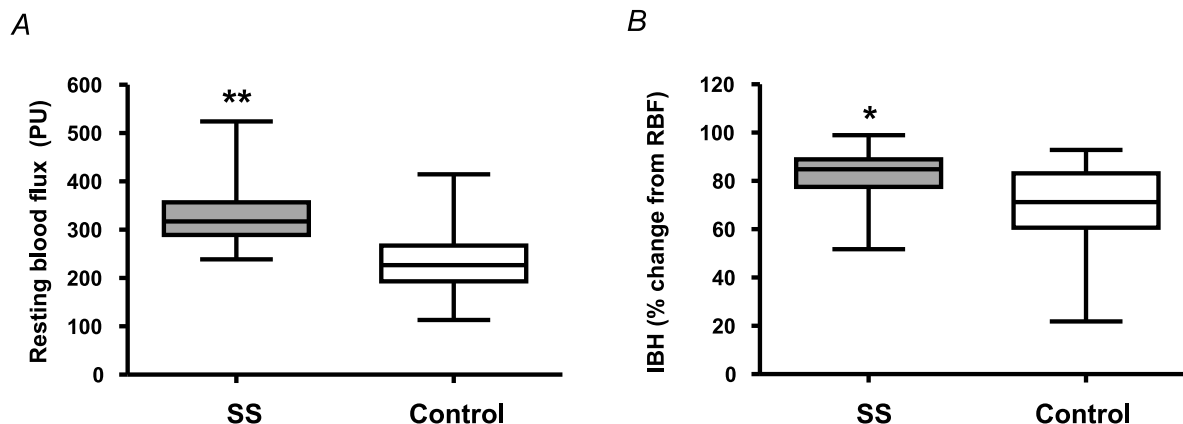 A
Resting blood flux (PU)
600
500
400
300
200
100
0
**
SS
Control
B
IBH (% change from RBF)
120
100
80
60
40
20
0
*
SS
Control